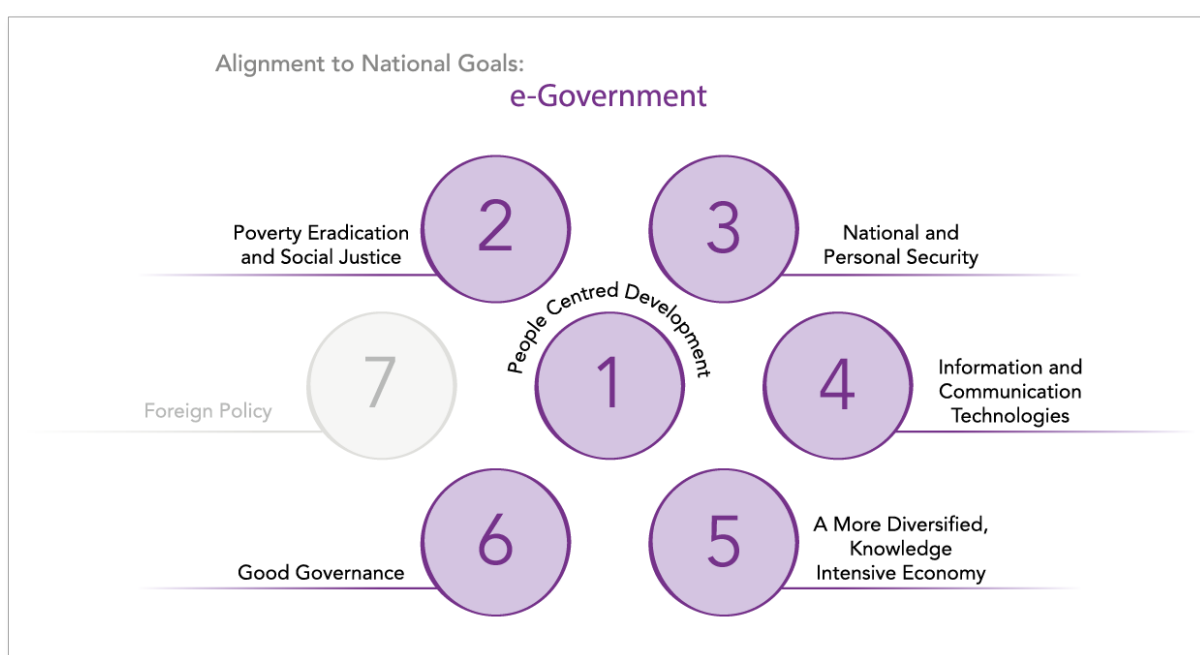 Alignment to National Goals:
e-Government
2
Poverty Eradication
and Social Justice
3
National and
Personal Security
People Centred Development
1
4
Information and
Communication
Technologies
7
Foreign Policy
6
Good Governance
5
A More Diversified,
Knowledge
Intensive Economy